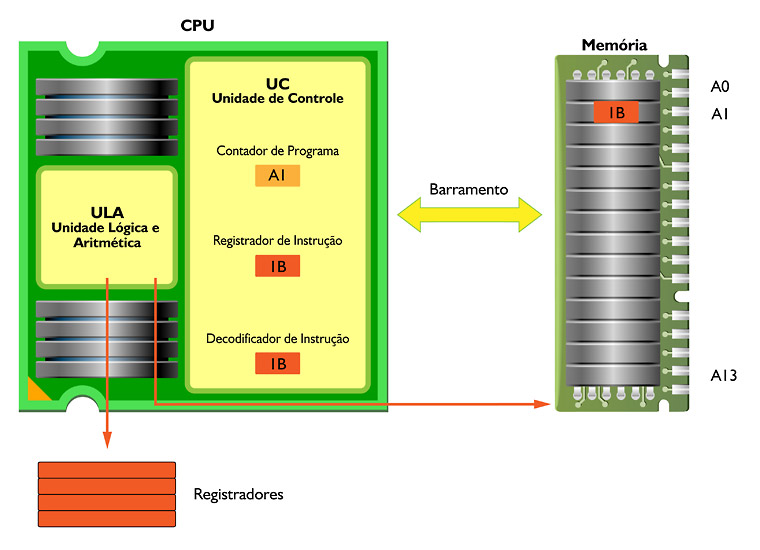 CPU
UC
Unidade de Controle
Contador de Programa
A1
Registrador de Instrução
1B
Decodificador de Instrução
1B
ULA
Unidade Lógica e
Aritmética
Barramento
Memória
A0
1B
A1
A13
Registradores